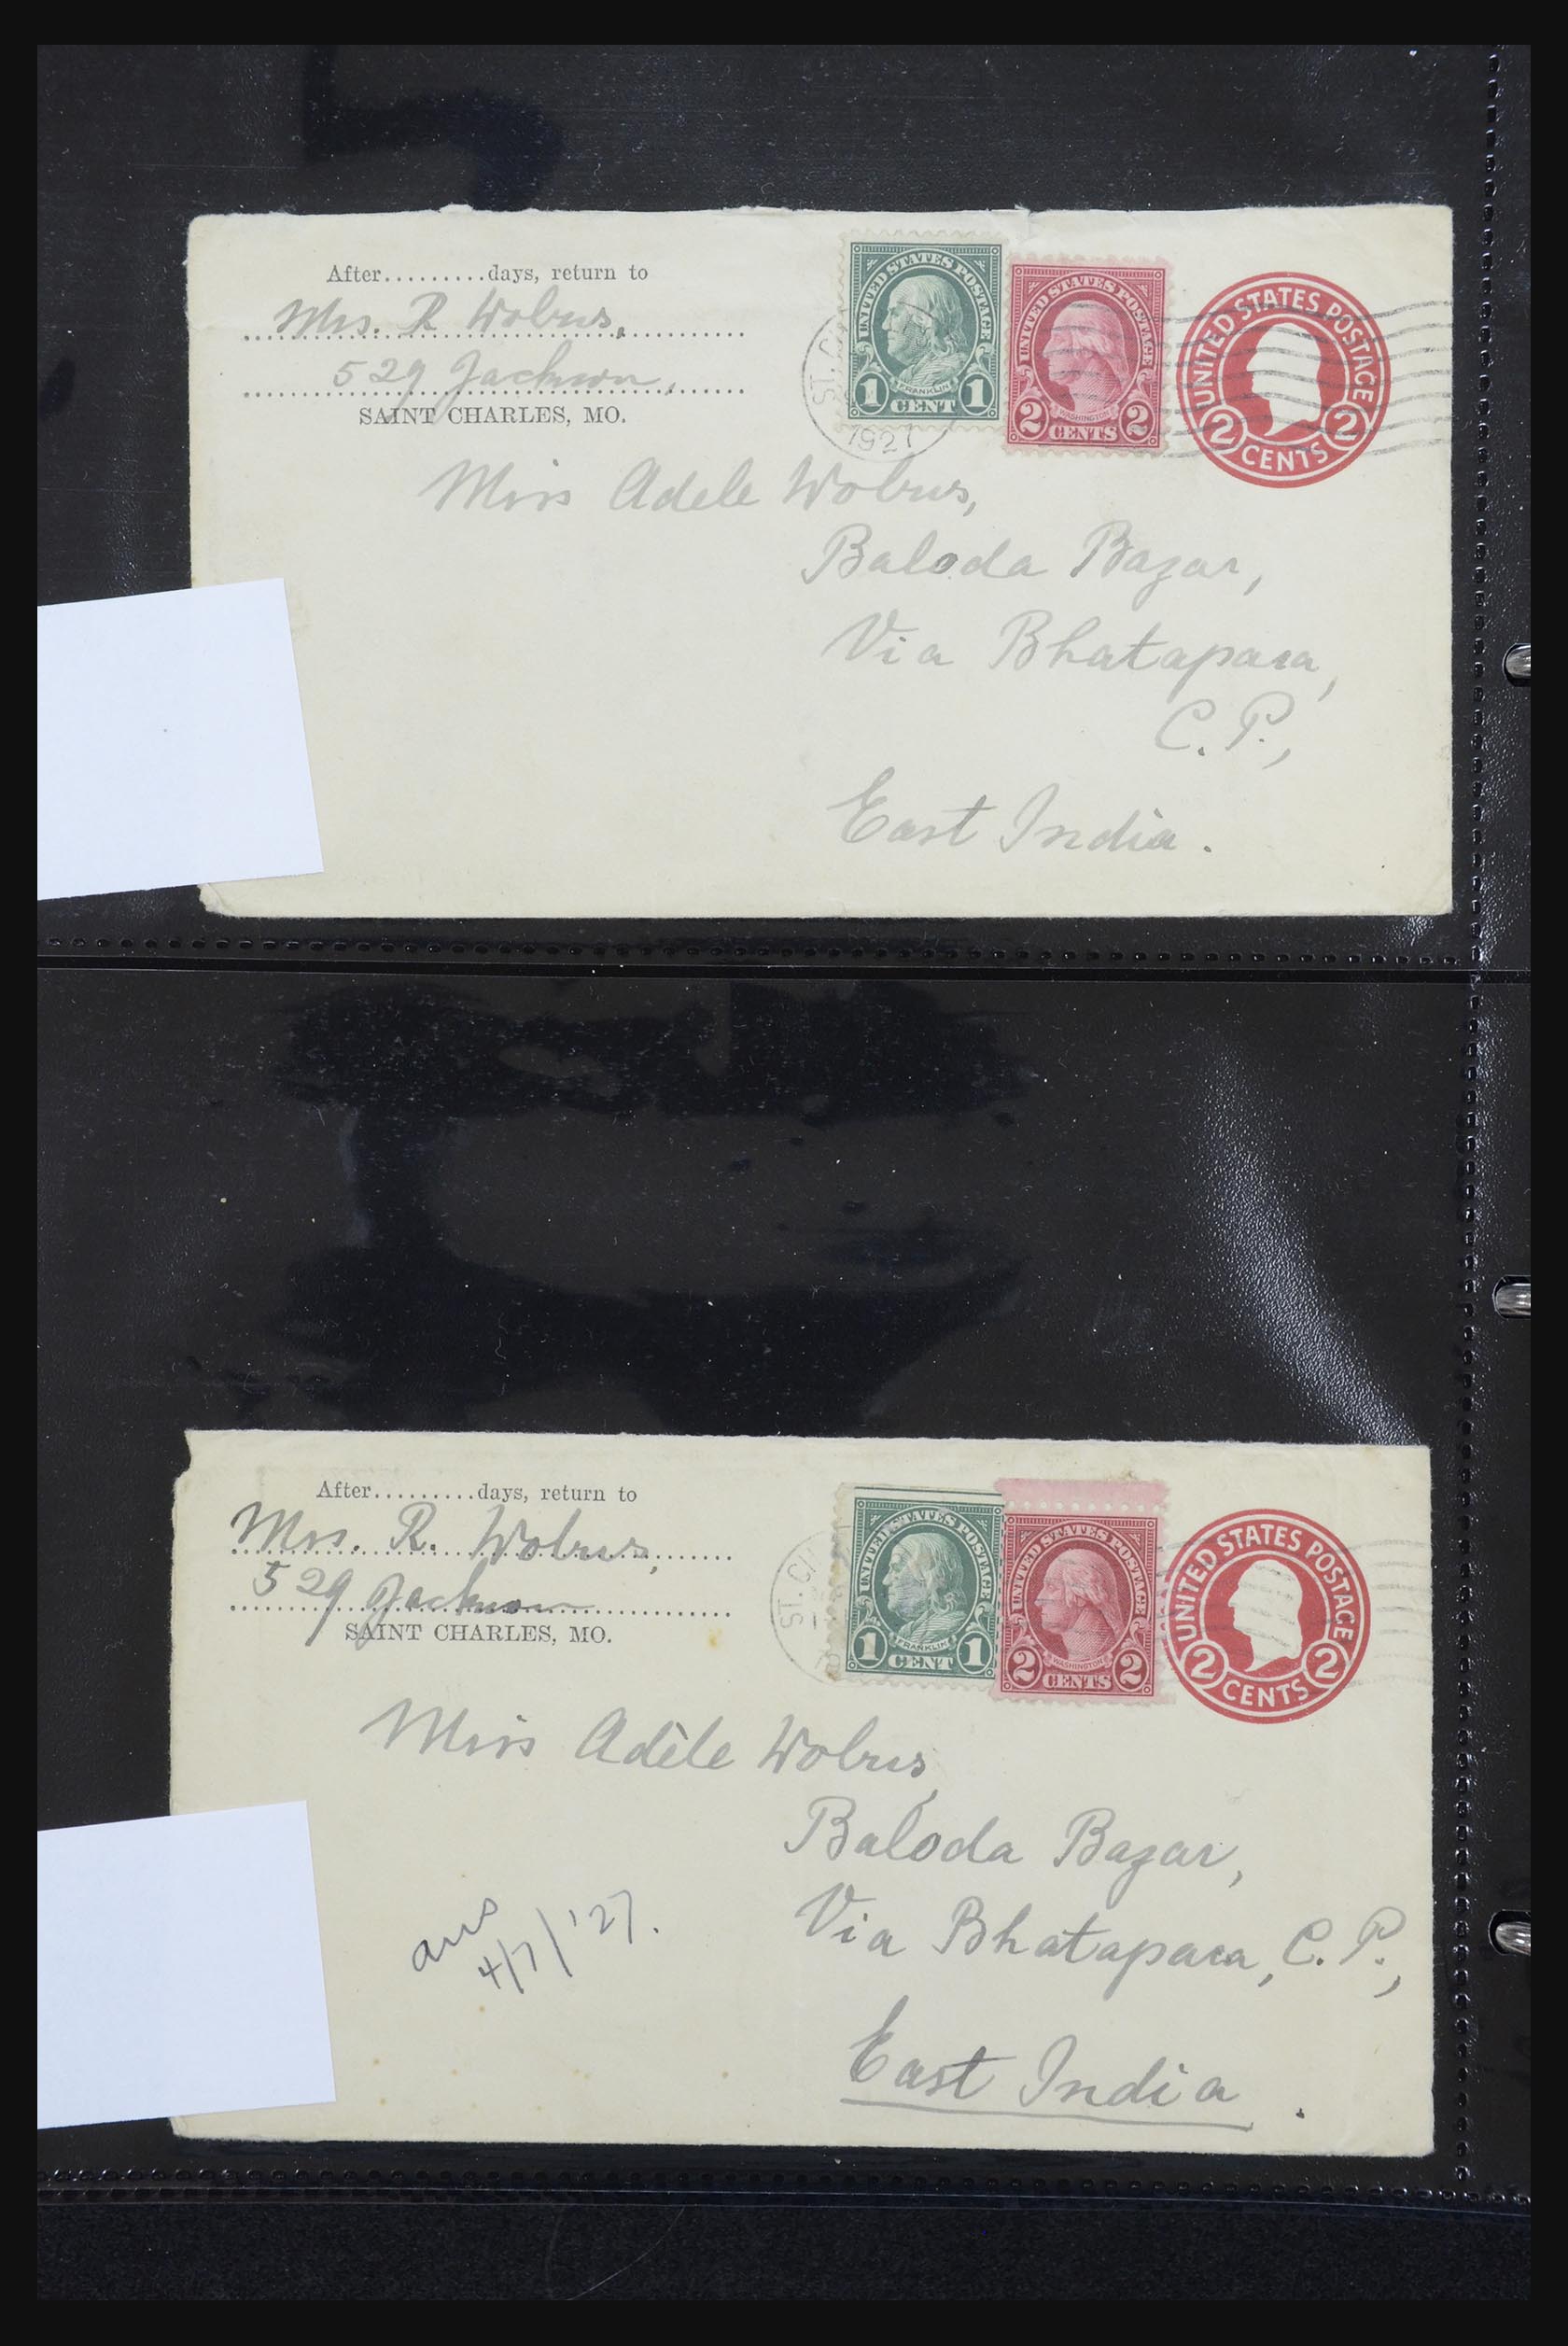 After.........days, return to
Mrs. R Wobus,
529 Jackson,
SAINT CHARLES, MO.
ST. C
1927
UNITED STATES POSTAGE
FRANKLIN
1 CENT 1
UNITED STATES POSTAGE
WASHINGTON
2 CENTS 2
UNITED STATES POSTAGE
2 CENTS 2
Miss Adele Wobus,
Baloda Bazar,
Via Bhatapara,
C. P.,
East India.
After.........days, return to
Mrs. R. Wobus,
529 Jackson
SAINT CHARLES, MO.
ST. C
UNITED STATES POSTAGE
FRANKLIN
1 CENT 1
UNITED STATES POSTAGE
WASHINGTON
2 CENTS 2
UNITED STATES POSTAGE
2 CENTS 2
Miss Adele Wobus,
Baloda Bazar,
Via Bhatapara, C. P.,
East India.
ans
4/7/'27.